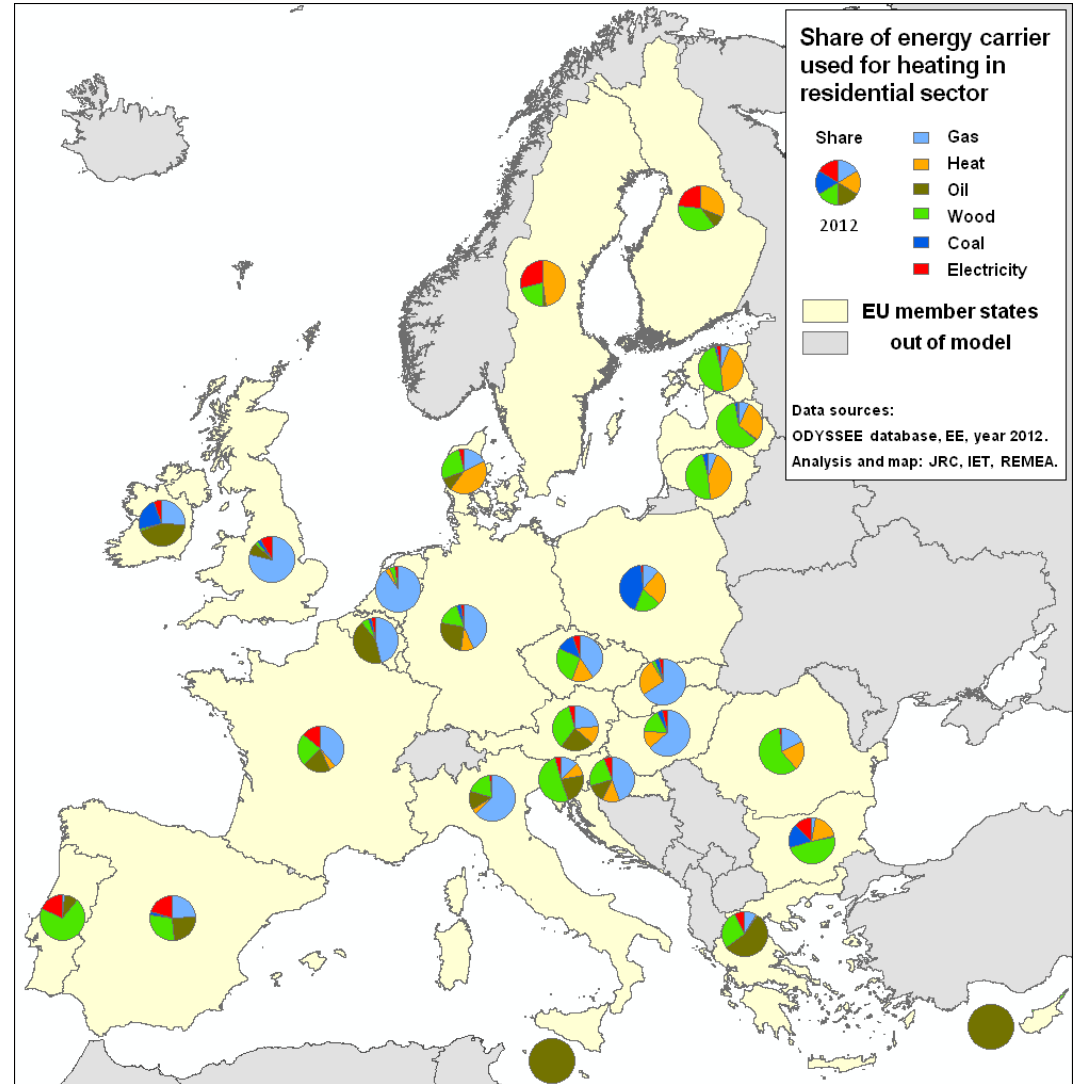 Share of energy carrier
used for heating in
residential sector
Share
2012
Gas
Heat
Oil
Wood
Coal
Electricity
EU member states
out of model
Data sources:
ODYSSEE database, EE, year 2012.
Analysis and map: JRC, IET, REMEA.